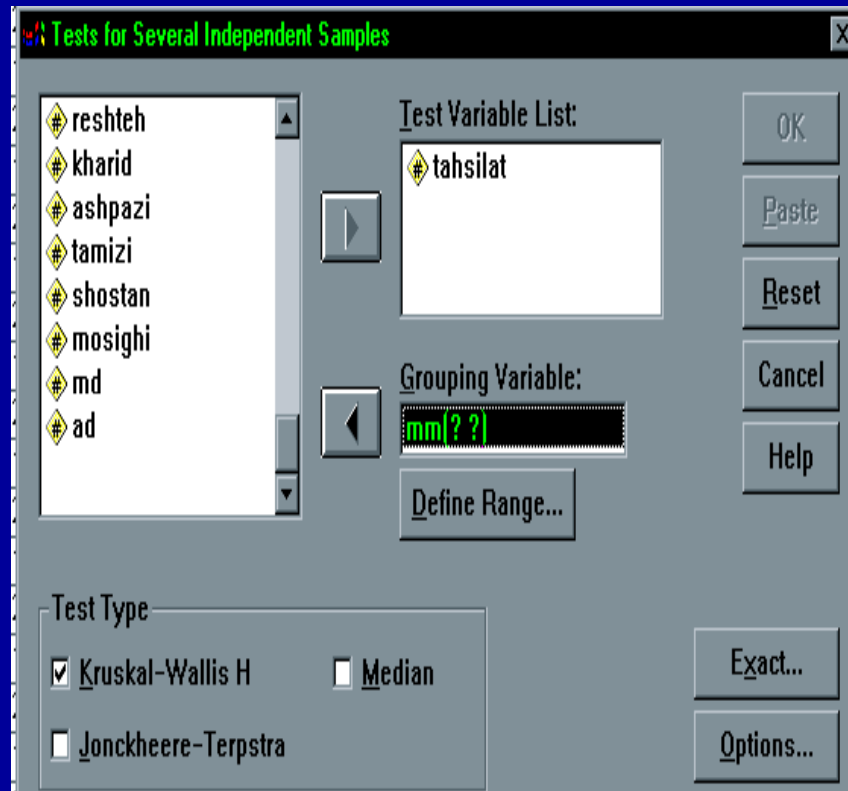 Tests for Several Independent Samples
reshteh
kharid
ashpazi
tamizi
shostan
mosighi
md
ad
Test Variable List:
tahsilat
Grouping Variable:
mm(? ?)
Define Range...
OK
Paste
Reset
Cancel
Help
Test Type
Kruskal-Wallis H
Median
Jonckheere-Terpstra
Exact...
Options...